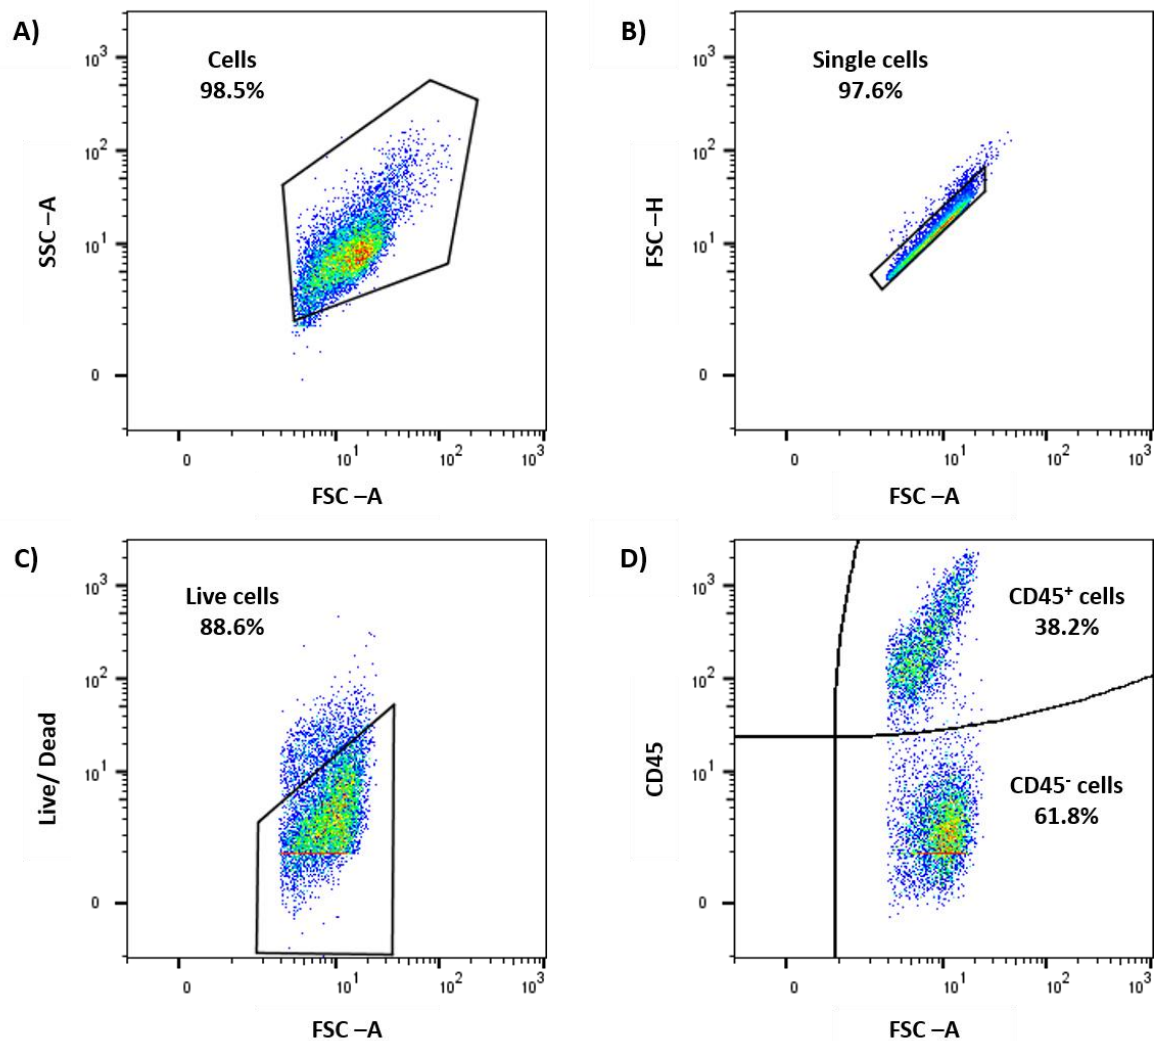 A)
Cells
98.5%
10³
10²
10¹
0
SSC –A
0
10¹
10²
10³
FSC –A
B)
Single cells
97.6%
10³
10²
10¹
0
FSC –H
0
10¹
10²
10³
FSC –A
C)
Live cells
88.6%
10³
10²
10¹
0
Live/ Dead
0
10¹
10²
10³
FSC –A
D)
CD45⁺ cells
38.2%
CD45⁻ cells
61.8%
10³
10²
10¹
0
CD45
0
10¹
10²
10³
FSC –A